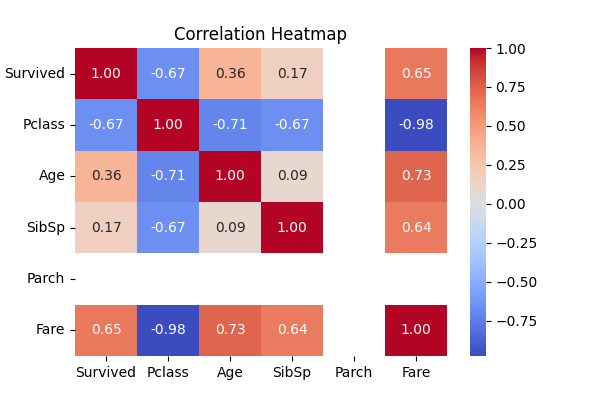 Correlation Heatmap
Survived 1.00 -0.67 0.36 0.17 0.65
Pclass -0.67 1.00 -0.71 -0.67 -0.98
Age 0.36 -0.71 1.00 0.09 0.73
SibSp 0.17 -0.67 0.09 1.00 0.64
Parch
Fare 0.65 -0.98 0.73 0.64 1.00
Survived Pclass Age SibSp Parch Fare
1.00
0.75
0.50
0.25
0.00
−0.25
−0.50
−0.75